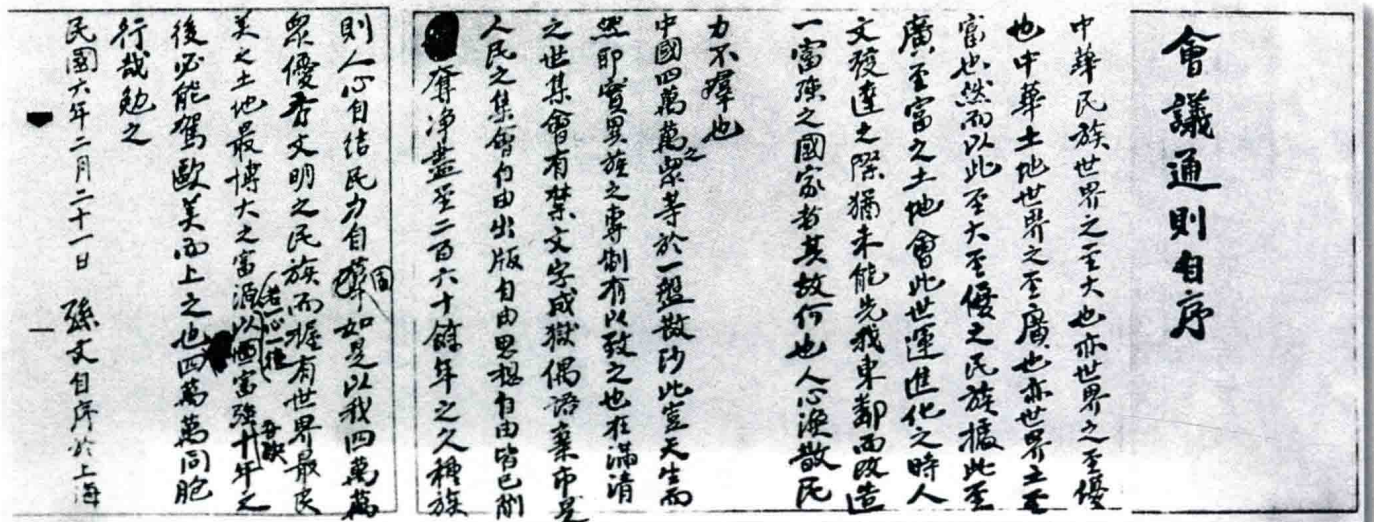 會議通則自序
中華民族世界之至大也亦世界之至優
也中華土地世界之至廣也亦世界之至
富也然而以此至大至優之民族據此至
廣至富之土地會此世運進化之時人
文發達之際猶未能先我東鄰而改造
一富強之國家者其故何也人心渙散民
力不羣也
中國四萬萬之眾等於一盤散沙此豈天生而
然耶實異族之專制有以致之也在滿清
之世集會有禁文字成獄偶語棄市是
人民之集會自由出版自由思想自由皆已削
奪淨盡至二百六十餘年之久種族
則人心自結民力自固如是以我四萬萬
眾優秀文明之民族而握有世界最良
美之土地最博大之富源若一心一德以圖富強吾決十年之
後必能駕歐美而上之也四萬萬同胞
行哉勉之
民國六年二月二十一日 孫文自序於上海